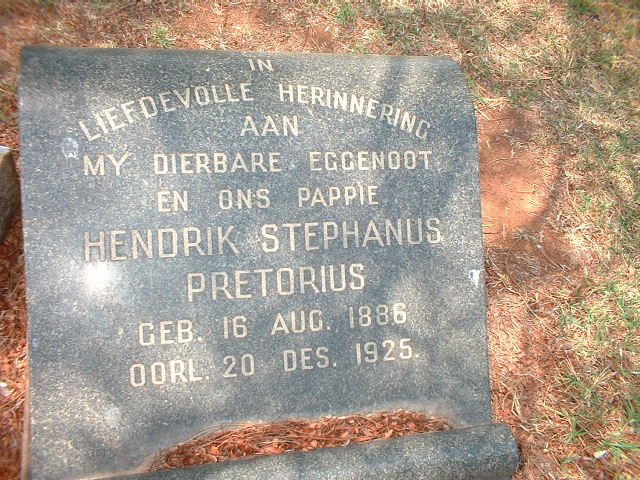 IN
LIEFDEVOLLE HERINNERING
AAN
MY DIERBARE EGGENOOT
EN ONS PAPPIE
HENDRIK STEPHANUS
PRETORIUS
GEB. 16 AUG. 1886
OORL. 20 DES. 1925.